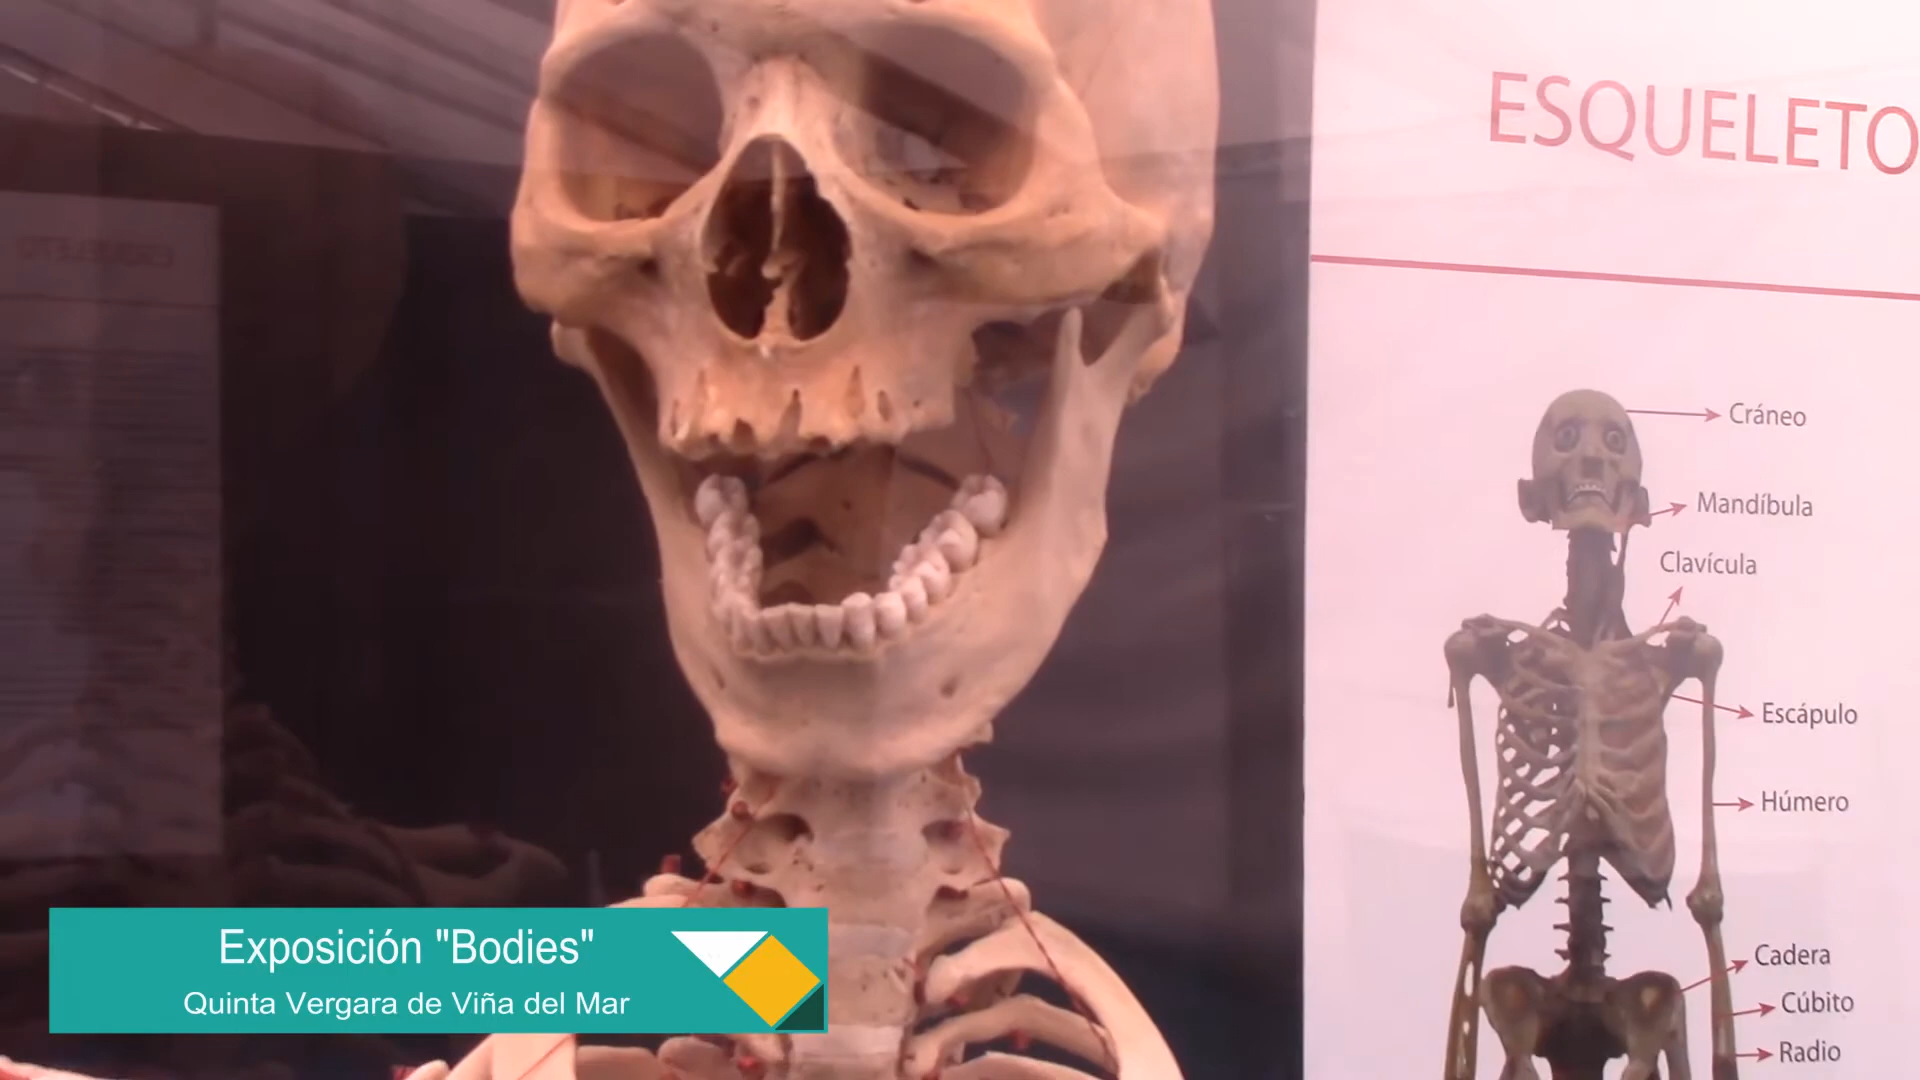 ESQUELETO
Cráneo
Mandíbula
Clavícula
Escápulo
Húmero
Cadera
Cúbito
Radio
Exposición "Bodies"
Quinta Vergara de Viña del Mar